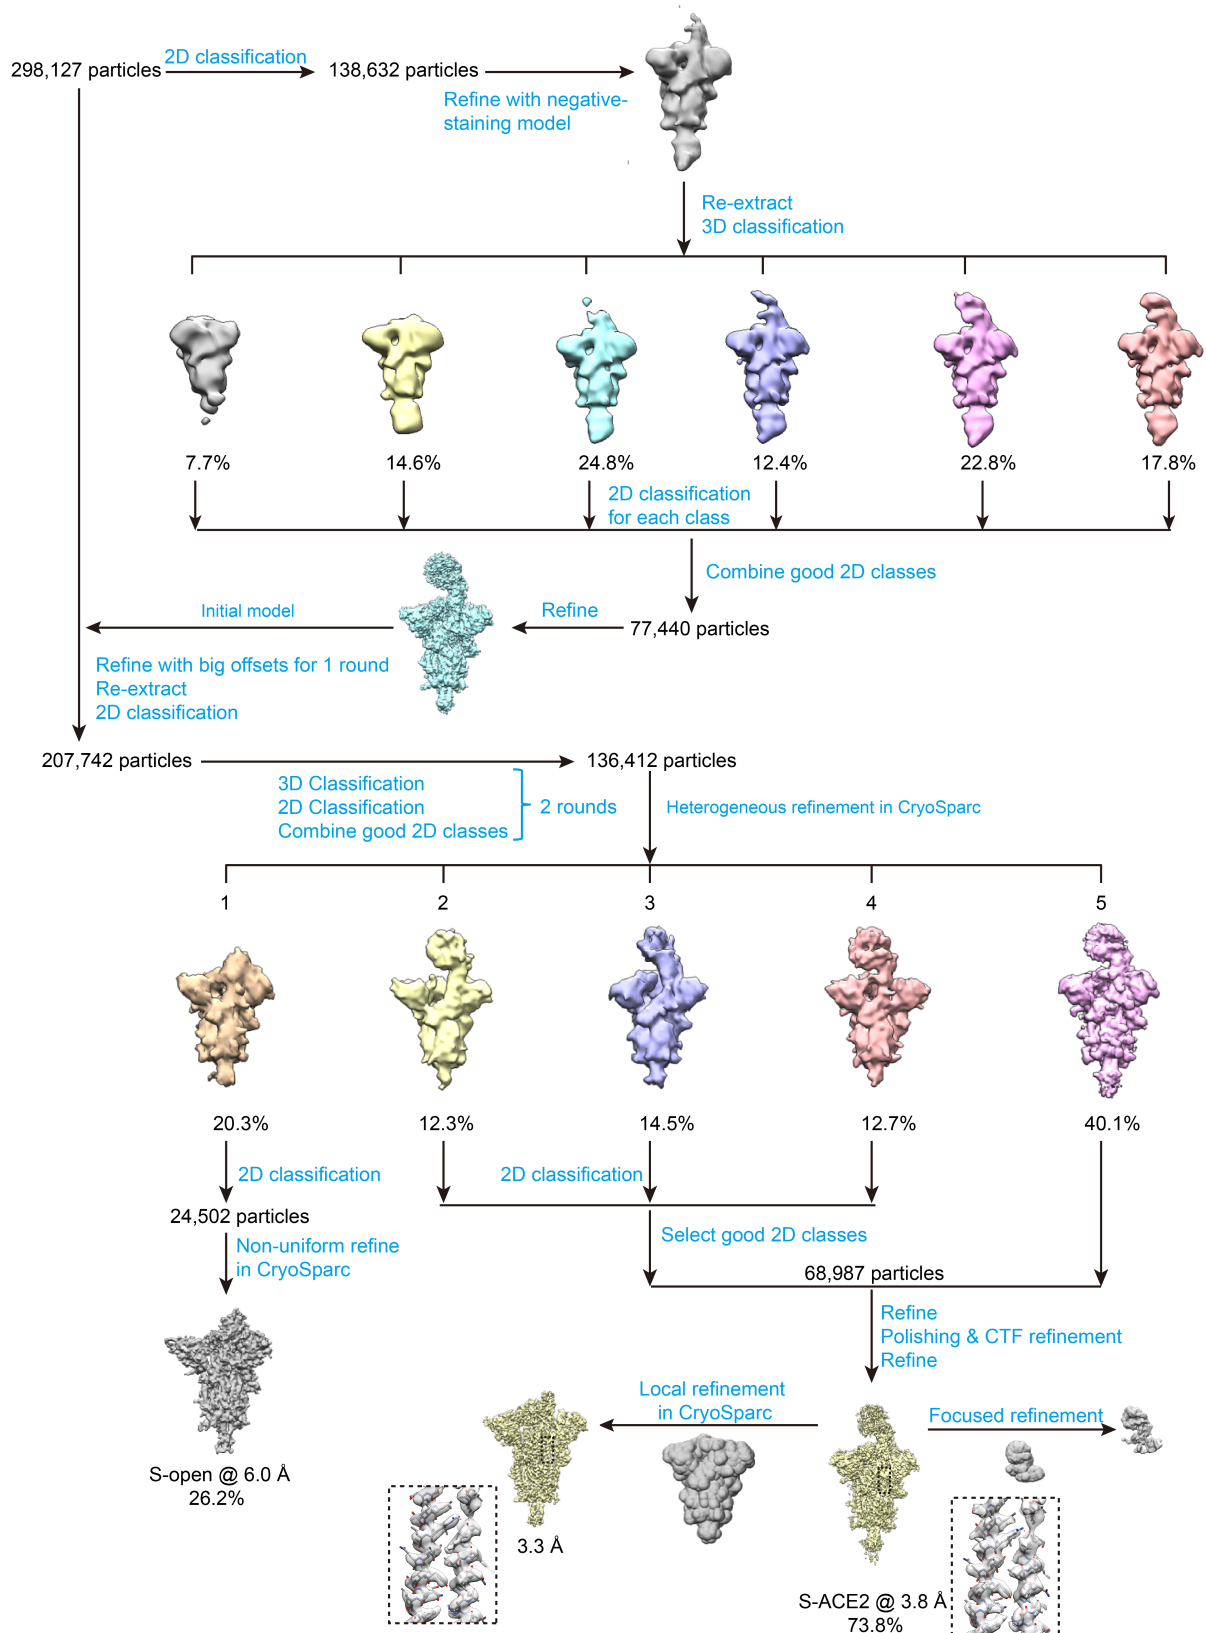 298,127 particles
2D classification
138,632 particles
Refine with negative-
staining model
Re-extract
3D classification
7.7%
14.6%
24.8%
12.4%
22.8%
17.8%
2D classification
for each class
Combine good 2D classes
Initial model
Refine
77,440 particles
Refine with big offsets for 1 round
Re-extract
2D classification
207,742 particles
136,412 particles
3D Classification
2D Classification
Combine good 2D classes
2 rounds
Heterogeneous refinement in CryoSparc
1
2
3
4
5
20.3%
12.3%
14.5%
12.7%
40.1%
2D classification
2D classification
24,502 particles
Non-uniform refine
in CryoSparc
Select good 2D classes
68,987 particles
Refine
Polishing & CTF refinement
Refine
Local refinement
in CryoSparc
Focused refinement
S-open @ 6.0 Å
26.2%
3.3 Å
S-ACE2 @ 3.8 Å
73.8%